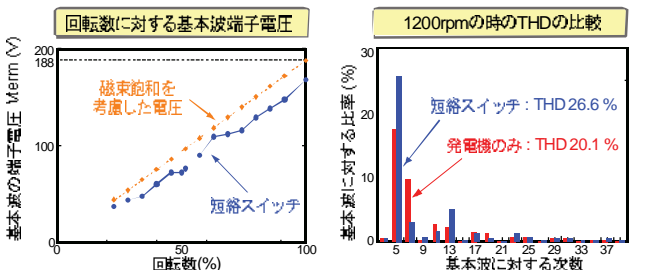 回転数に対する基本波端子電圧
基本波の端子電圧 Vterm (V)
200
188
100
0
0
50
100
磁束飽和を
考慮した電圧
短絡スイッチ
回転数(%)
1200rpmの時のTHDの比較
基本波に対する比率 (%)
30
20
10
0
短絡スイッチ : THD 26.6 %
発電機のみ : THD 20.1 %
5 9 13 17 21 25 29 33 37
基本波に対する次数